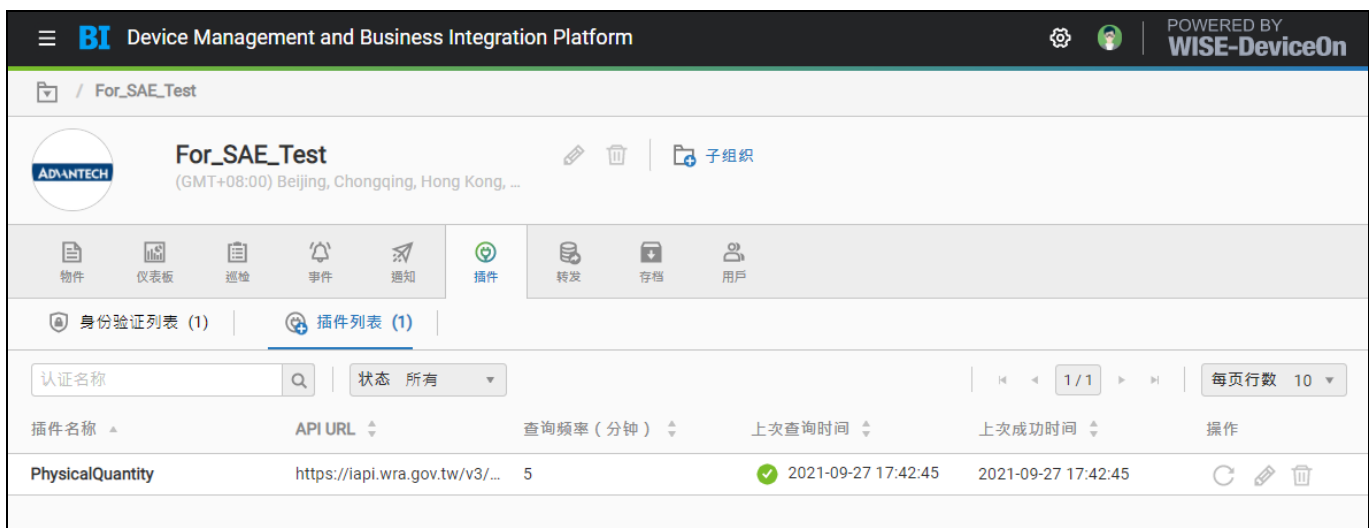 BI Device Management and Business Integration Platform
POWERED BY
WISE-DeviceOn
/ For_SAE_Test
ADVANTECH
For_SAE_Test
子组织
(GMT+08:00) Beijing, Chongqing, Hong Kong, ...
物件 仪表板 巡检 事件 通知 插件 转发 存档 用戶
身份验证列表 (1) 插件列表 (1)
认证名称 状态 所有 1 / 1 每页行数 10
插件名称 API URL 查询频率 ( 分钟 ) 上次查询时间 上次成功时间 操作
PhysicalQuantity https://iapi.wra.gov.tw/v3/... 5 2021-09-27 17:42:45 2021-09-27 17:42:45